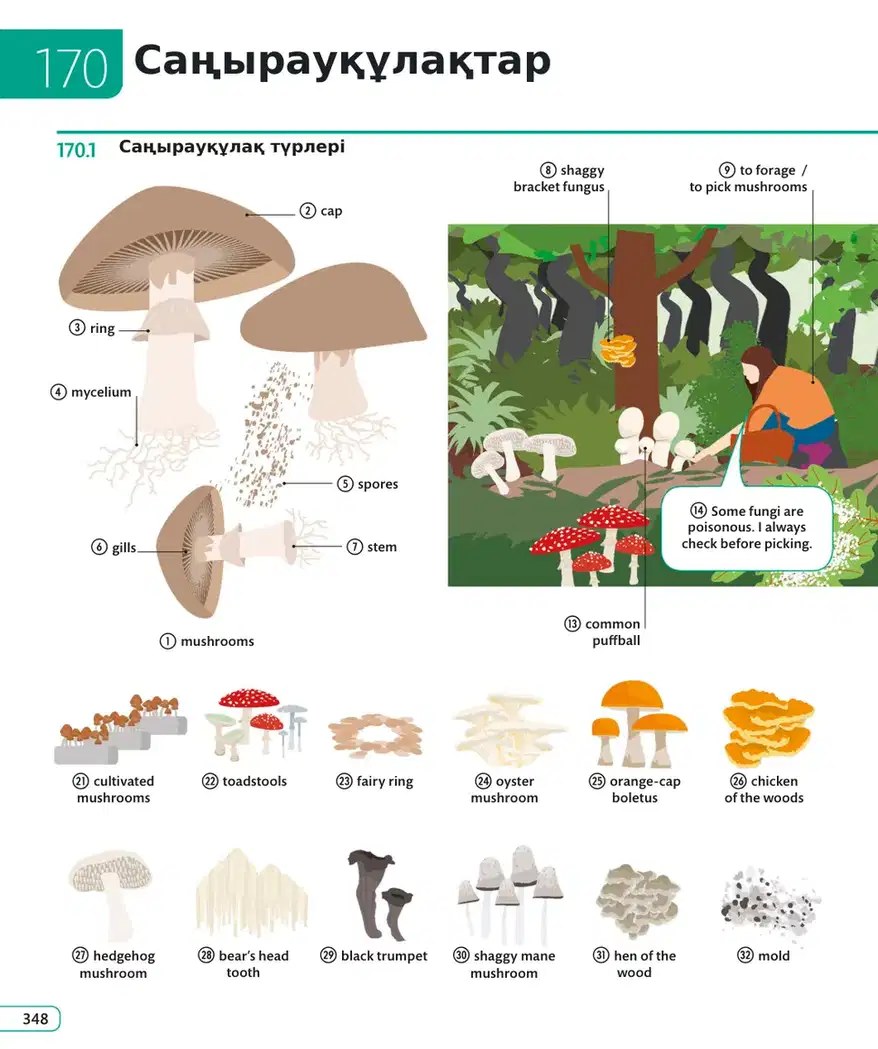 170 Саңырауқұлақтар
170.1 Саңырауқұлақ түрлері
② cap
③ ring
④ mycelium
⑤ spores
⑥ gills
⑦ stem
① mushrooms
⑧ shaggy
bracket fungus
⑨ to forage /
to pick mushrooms
⑭ Some fungi are
poisonous. I always
check before picking.
⑬ common
puffball
㉑ cultivated
mushrooms
㉒ toadstools
㉓ fairy ring
㉔ oyster
mushroom
㉕ orange-cap
boletus
㉖ chicken
of the woods
㉗ hedgehog
mushroom
㉘ bear's head
tooth
㉙ black trumpet
㉚ shaggy mane
mushroom
㉛ hen of the
wood
㉜ mold
348